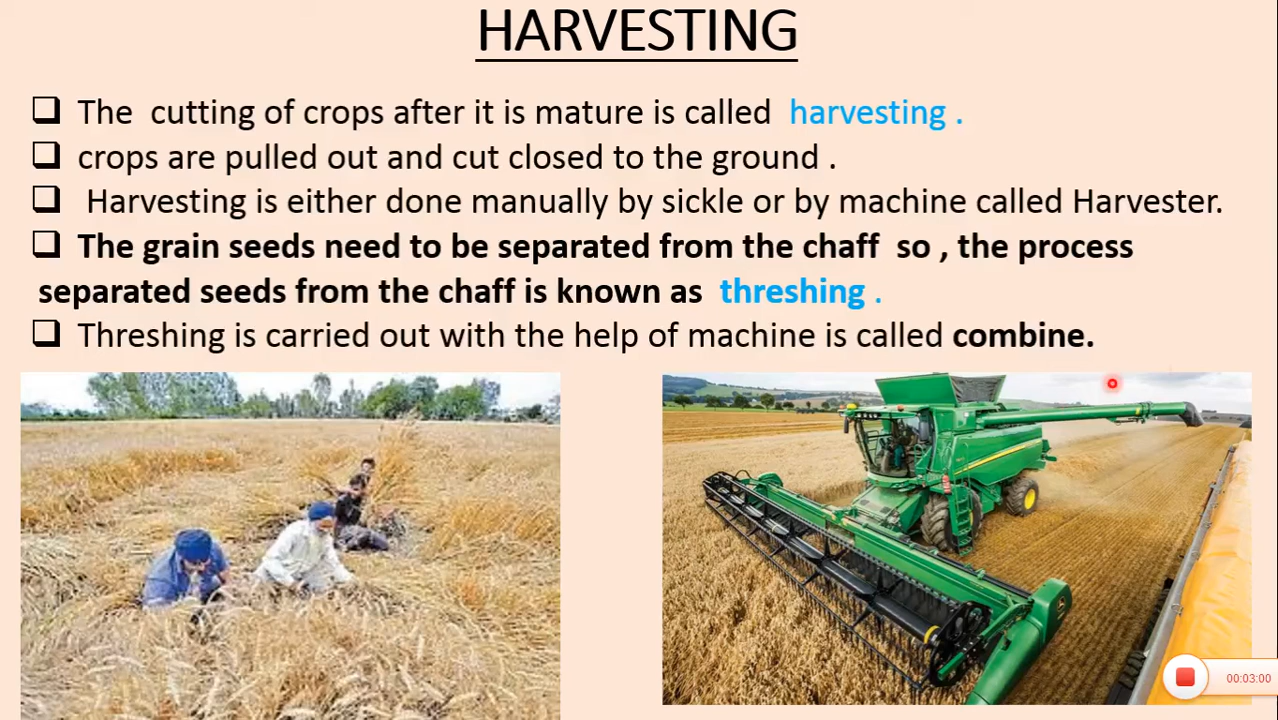 HARVESTING
The cutting of crops after it is mature is called harvesting .
crops are pulled out and cut closed to the ground .
Harvesting is either done manually by sickle or by machine called Harvester.
The grain seeds need to be separated from the chaff so , the process
separated seeds from the chaff is known as threshing .
Threshing is carried out with the help of machine is called combine.
00:03:00